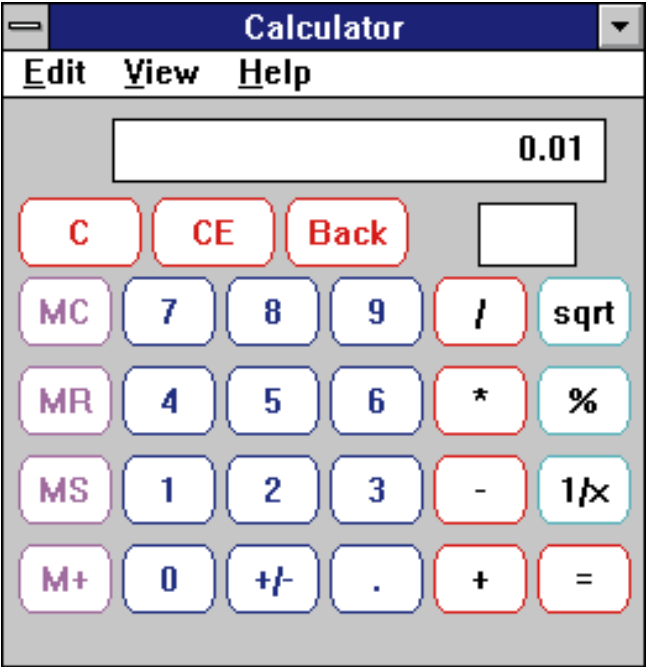 Calculator
Edit View Help
0.01
C CE Back
MC 7 8 9 / sqrt
MR 4 5 6 * %
MS 1 2 3 - 1/x
M+ 0 +/- . + =